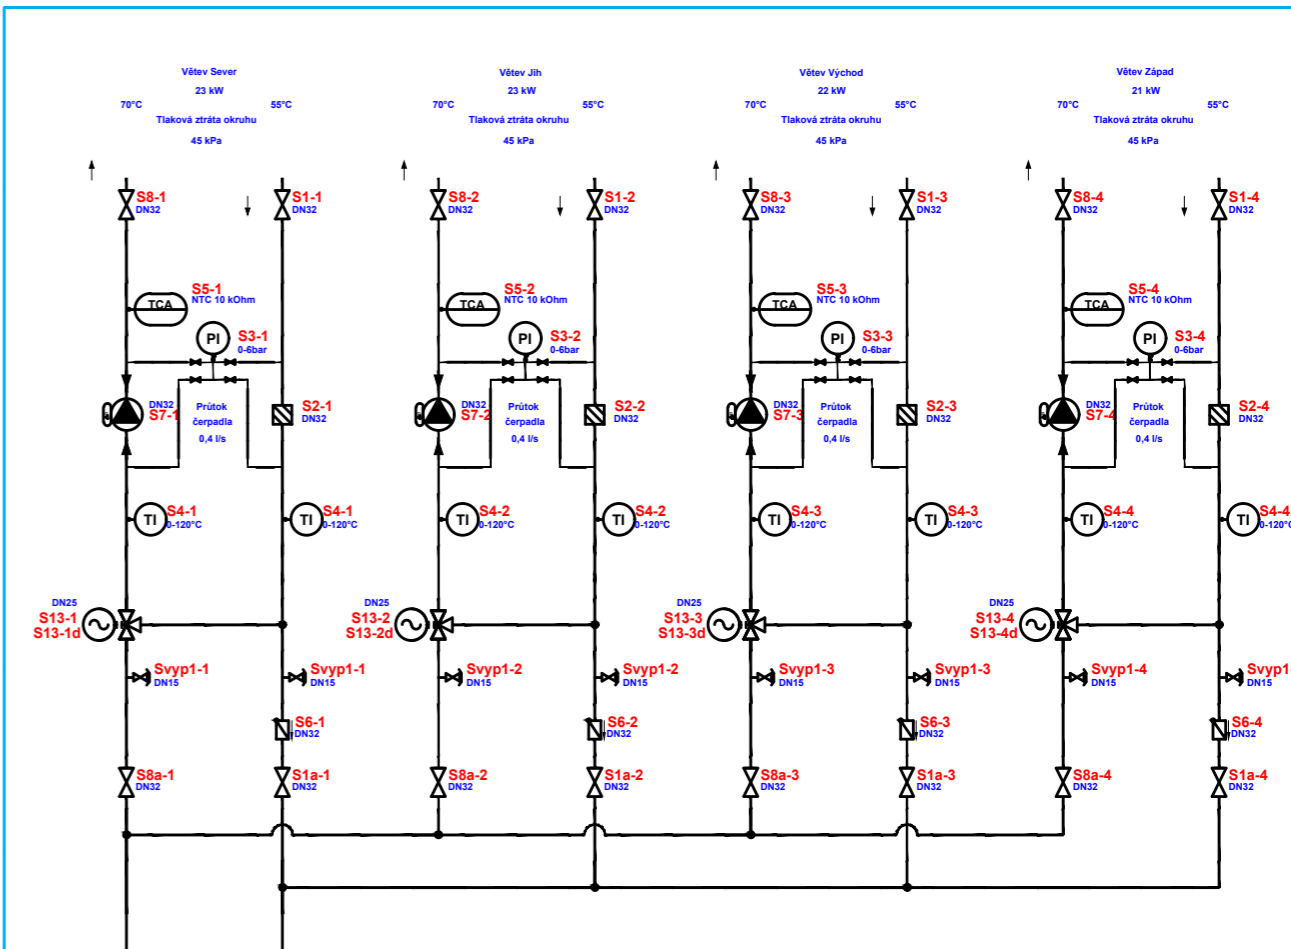 Větev Sever
23 kW
70°C 55°C
Tlaková ztráta okruhu
45 kPa
Větev Jih
23 kW
70°C 55°C
Tlaková ztráta okruhu
45 kPa
Větev Východ
22 kW
70°C 55°C
Tlaková ztráta okruhu
45 kPa
Větev Západ
21 kW
70°C 55°C
Tlaková ztráta okruhu
45 kPa
S8-1 S1-1 S8-2 S1-2 S8-3 S1-3 S8-4 S1-4
DN32 DN32 DN32 DN32 DN32 DN32 DN32 DN32
S5-1 S5-2 S5-3 S5-4
NTC 10 kOhm NTC 10 kOhm NTC 10 kOhm NTC 10 kOhm
TCA TCA TCA TCA
PI S3-1 PI S3-2 PI S3-3 PI S3-4
0-6bar 0-6bar 0-6bar 0-6bar
DN32 Průtok S2-1 DN32 Průtok S2-2 DN32 Průtok S2-3 DN32 Průtok S2-4
S7-1 čerpadla DN32 S7-2 čerpadla DN32 S7-3 čerpadla DN32 S7-4 čerpadla DN32
0,4 l/s 0,4 l/s 0,4 l/s 0,4 l/s
TI S4-1 TI S4-1 TI S4-2 TI S4-2 TI S4-3 TI S4-3 TI S4-4 TI S4-4
0-120°C 0-120°C 0-120°C 0-120°C 0-120°C 0-120°C 0-120°C 0-120°C
DN25 DN25 DN25 DN25
S13-1 S13-2 S13-3 S13-4
S13-1d S13-2d S13-3d S13-4d
Svyp1-1 Svyp1-1 Svyp1-2 Svyp1-2 Svyp1-3 Svyp1-3 Svyp1-4 Svyp1-
DN15 DN15 DN15 DN15 DN15 DN15 DN15 DN15
S6-1 S6-2 S6-3 S6-4
DN32 DN32 DN32 DN32
S8a-1 S1a-1 S8a-2 S1a-2 S8a-3 S1a-3 S8a-4 S1a-4
DN32 DN32 DN32 DN32 DN32 DN32 DN32 DN32